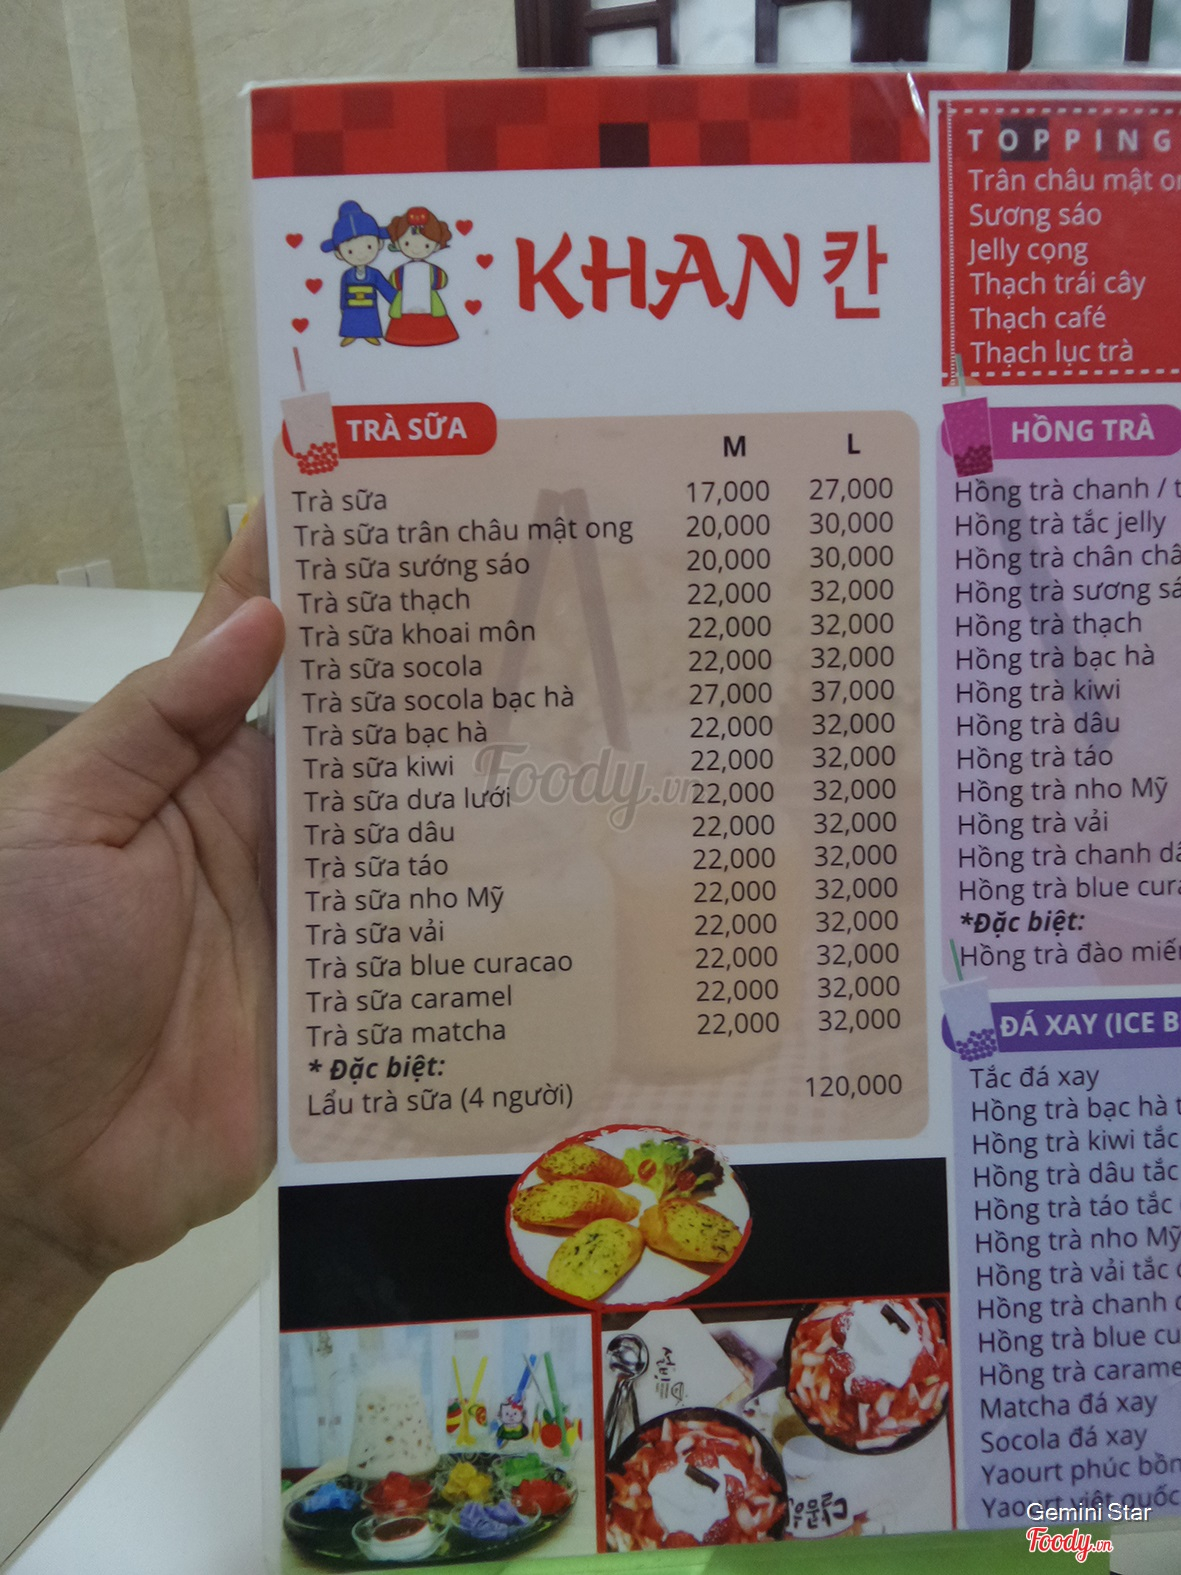 KHAN 칸
TRÀ SỮA
M L
Trà sữa 17,000 27,000
Trà sữa trân châu mật ong 20,000 30,000
Trà sữa sướng sáo 20,000 30,000
Trà sữa thạch 22,000 32,000
Trà sữa khoai môn 22,000 32,000
Trà sữa socola 22,000 32,000
Trà sữa socola bạc hà 27,000 37,000
Trà sữa bạc hà 22,000 32,000
Trà sữa kiwi 22,000 32,000
Trà sữa dưa lưới 22,000 32,000
Trà sữa dâu 22,000 32,000
Trà sữa táo 22,000 32,000
Trà sữa nho Mỹ 22,000 32,000
Trà sữa vải 22,000 32,000
Trà sữa blue curacao 22,000 32,000
Trà sữa caramel 22,000 32,000
Trà sữa matcha 22,000 32,000
* Đặc biệt:
Lẩu trà sữa (4 người) 120,000
TOPPING
Trân châu mật
Sương sáo
Jelly cọng
Thạch trái cây
Thạch café
Thạch lục trà
HỒNG TRÀ
Hồng trà chanh /
Hồng trà tắc jelly
Hồng trà chân
Hồng trà sương
Hồng trà thạch
Hồng trà bạc hà
Hồng trà kiwi
Hồng trà dâu
Hồng trà táo
Hồng trà nho Mỹ
Hồng trà vải
Hồng trà chanh
Hồng trà blue
*Đặc biệt:
Hồng trà đào
ĐÁ XAY (ICE
Tắc đá xay
Hồng trà bạc hà
Hồng trà kiwi tắc
Hồng trà dâu tắc
Hồng trà táo tắc
Hồng trà nho Mỹ
Hồng trà vải tắc
Hồng trà chanh
Hồng trà blue
Hồng trà
Matcha đá xay
Socola đá xay
Yaourt phúc
Yaourt việt quốc
Foody.vn
Gemini Star
Foody.vn